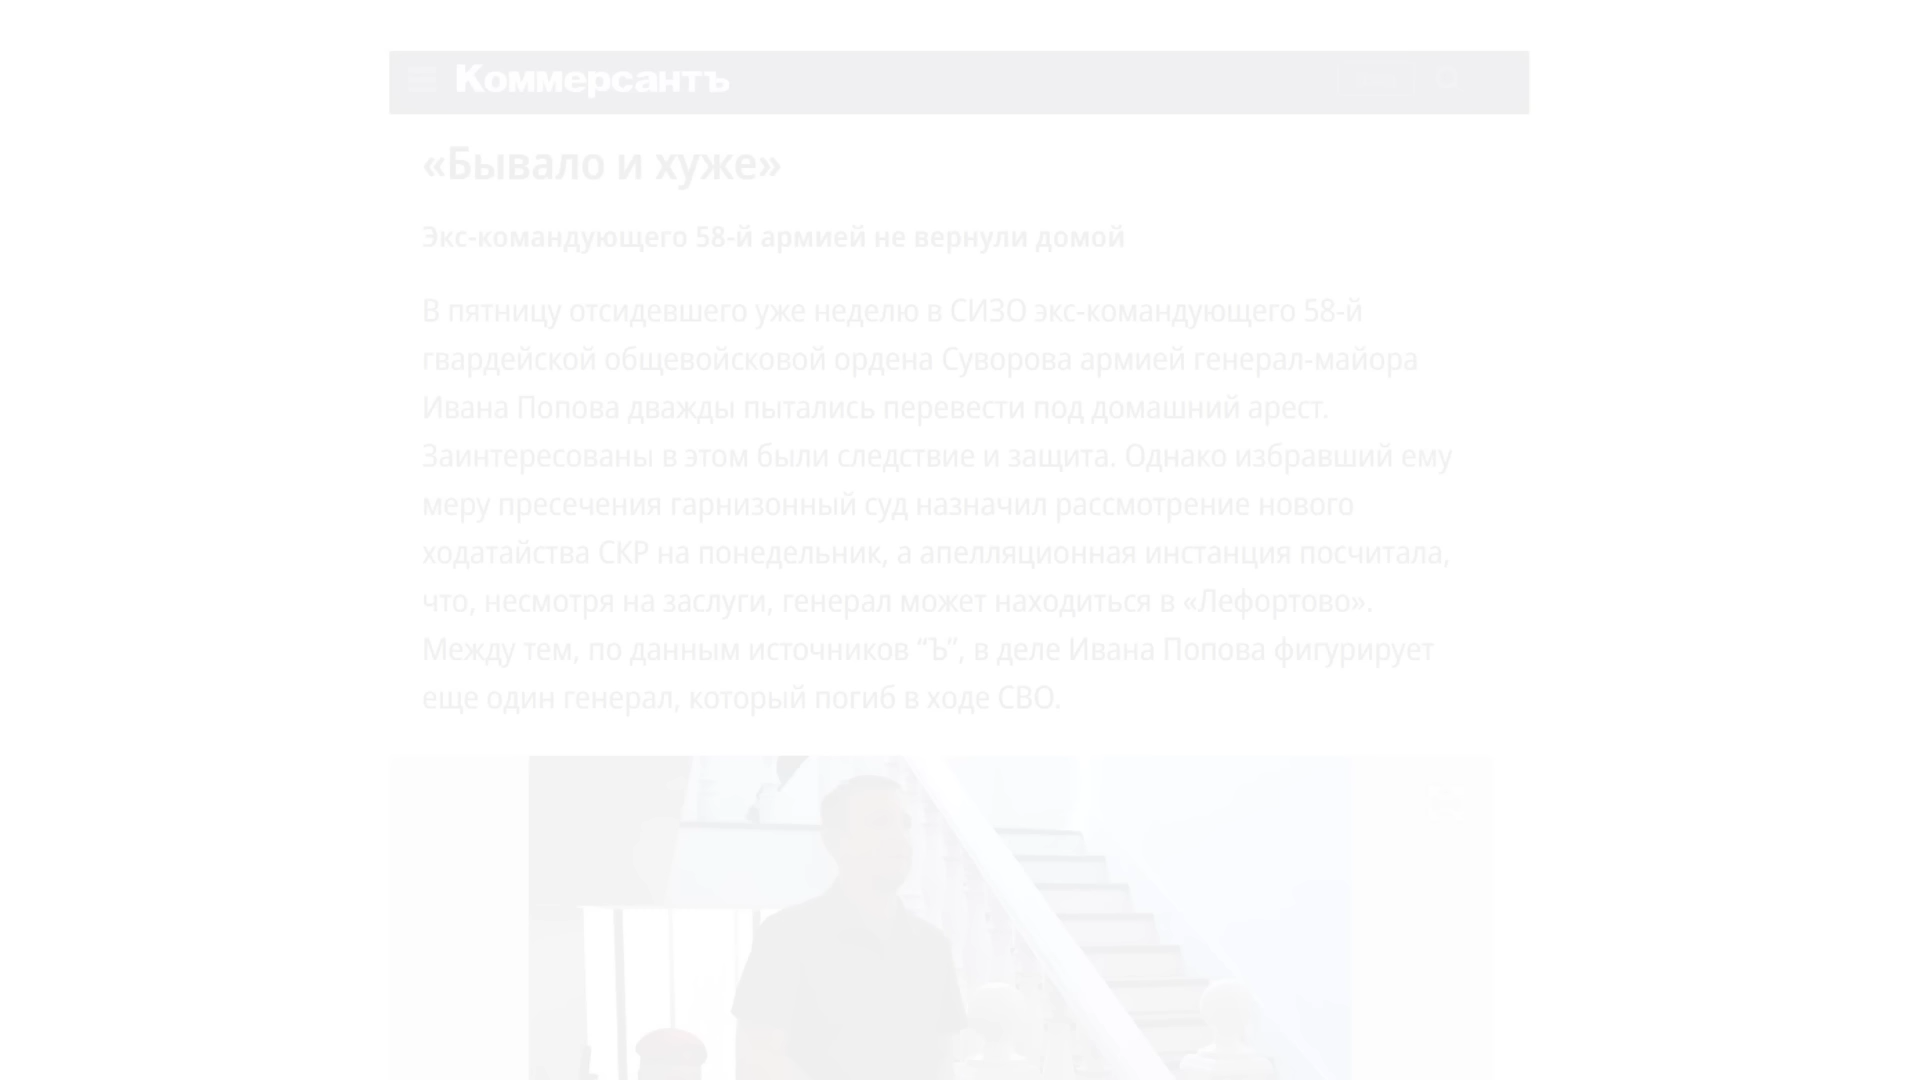 Коммерсантъ
«Бывало и хуже»
Экс-командующего 58-й армией не вернули домой
В пятницу отсидевшего уже неделю в СИЗО экс-командующего 58-й
гвардейской общевойсковой ордена Суворова армией генерал-майора
Ивана Попова дважды пытались перевести под домашний арест.
Заинтересованы в этом были следствие и защита. Однако избравший ему
меру пресечения гарнизонный суд назначил рассмотрение нового
ходатайства СКР на понедельник, а апелляционная инстанция посчитала,
что, несмотря на заслуги, генерал может находиться в «Лефортово».
Между тем, по данным источников “Ъ”, в деле Ивана Попова фигурирует
еще один генерал, который погиб в ходе СВО.